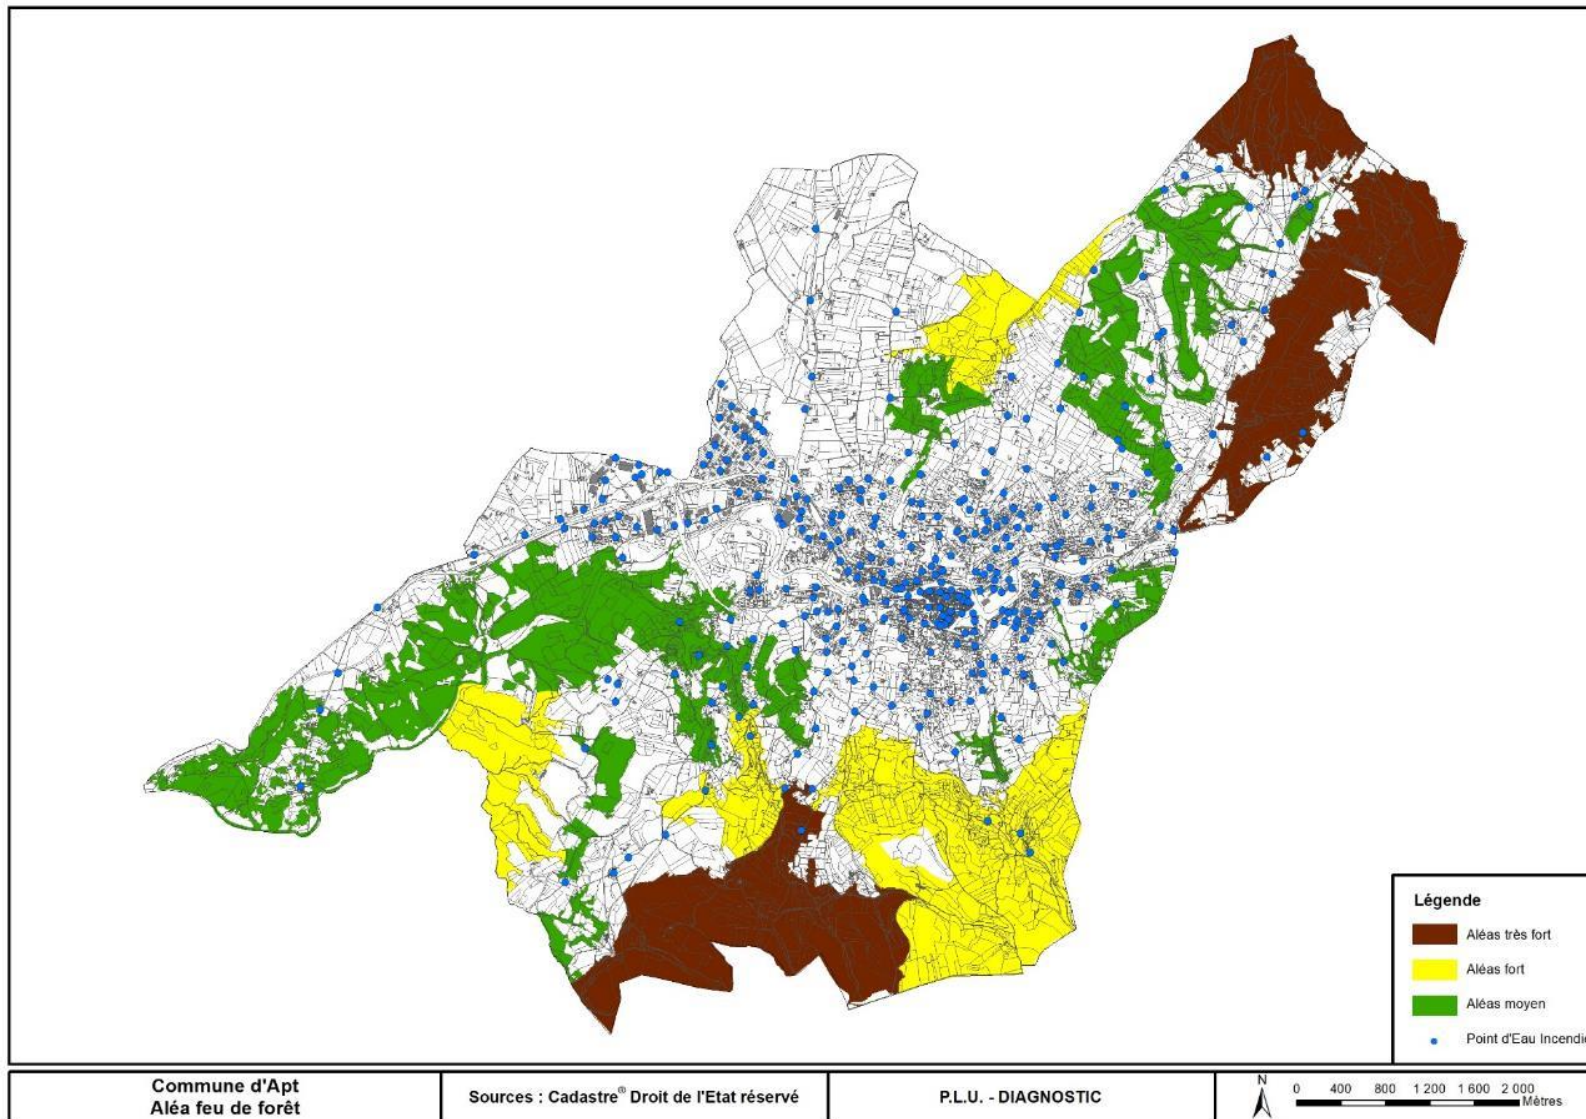 Légende
Aléas très fort
Aléas fort
Aléas moyen
Point d'Eau Incendie
Commune d'Apt
Aléa feu de forêt
Sources : Cadastre® Droit de l'Etat réservé
P.L.U. - DIAGNOSTIC
N
0 400 800 1 200 1 600 2 000
Mètres